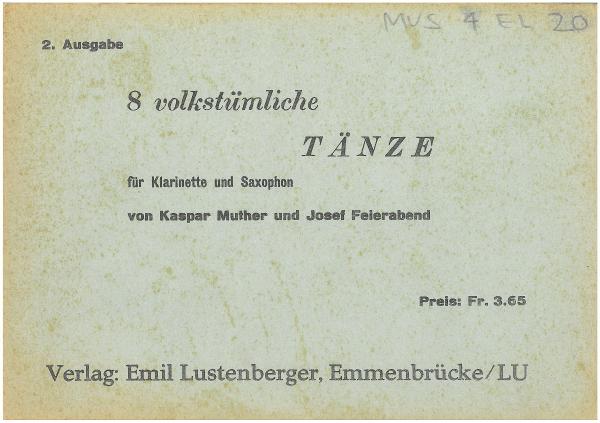 MUS 4 EL 20
2. Ausgabe
8 volkstümliche
TÄNZE
für Klarinette und Saxophon
von Kaspar Muther und Josef Feierabend
Preis: Fr. 3.65
Verlag: Emil Lustenberger, Emmenbrücke/LU